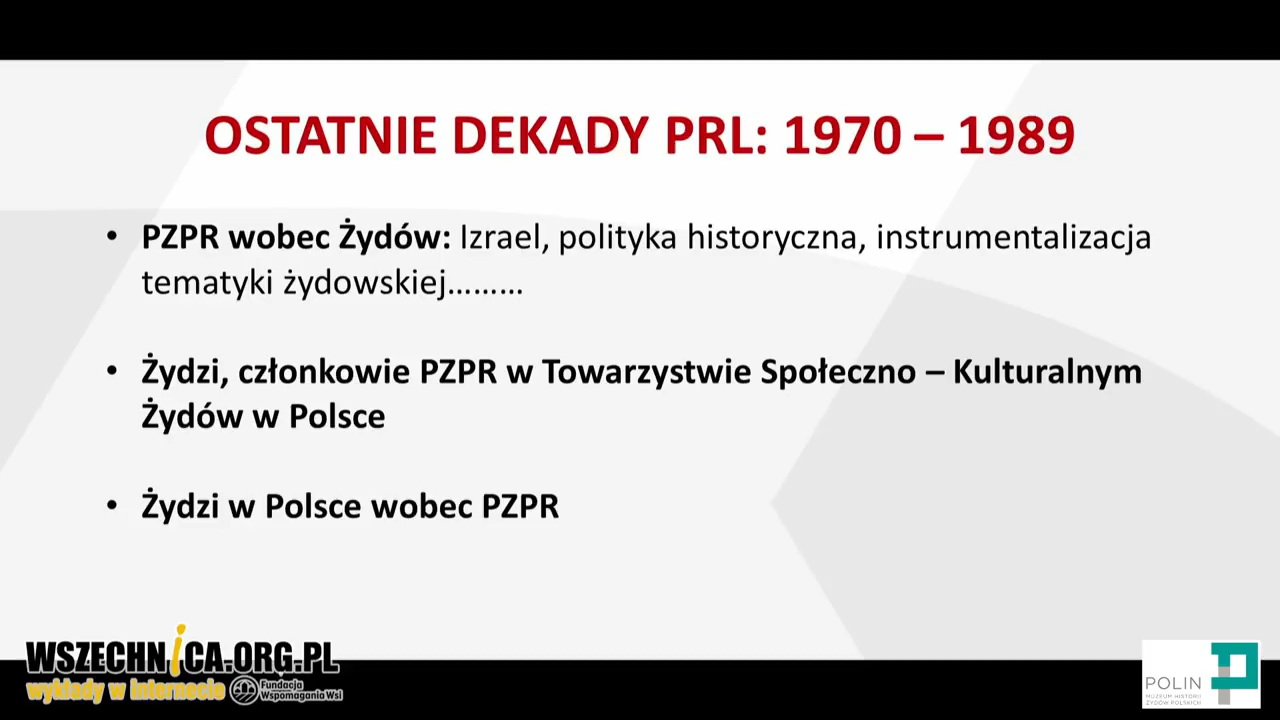 OSTATNIE DEKADY PRL: 1970 – 1989
• PZPR wobec Żydów: Izrael, polityka historyczna, instrumentalizacja
tematyki żydowskiej.........
• Żydzi, członkowie PZPR w Towarzystwie Społeczno – Kulturalnym
Żydów w Polsce
• Żydzi w Polsce wobec PZPR
WSZECHNiCA.ORG.PL
wykłady w internecie
Fundacja
Wspomagania Wsi
POLIN
MUZEUM HISTORII
ŻYDÓW POLSKICH